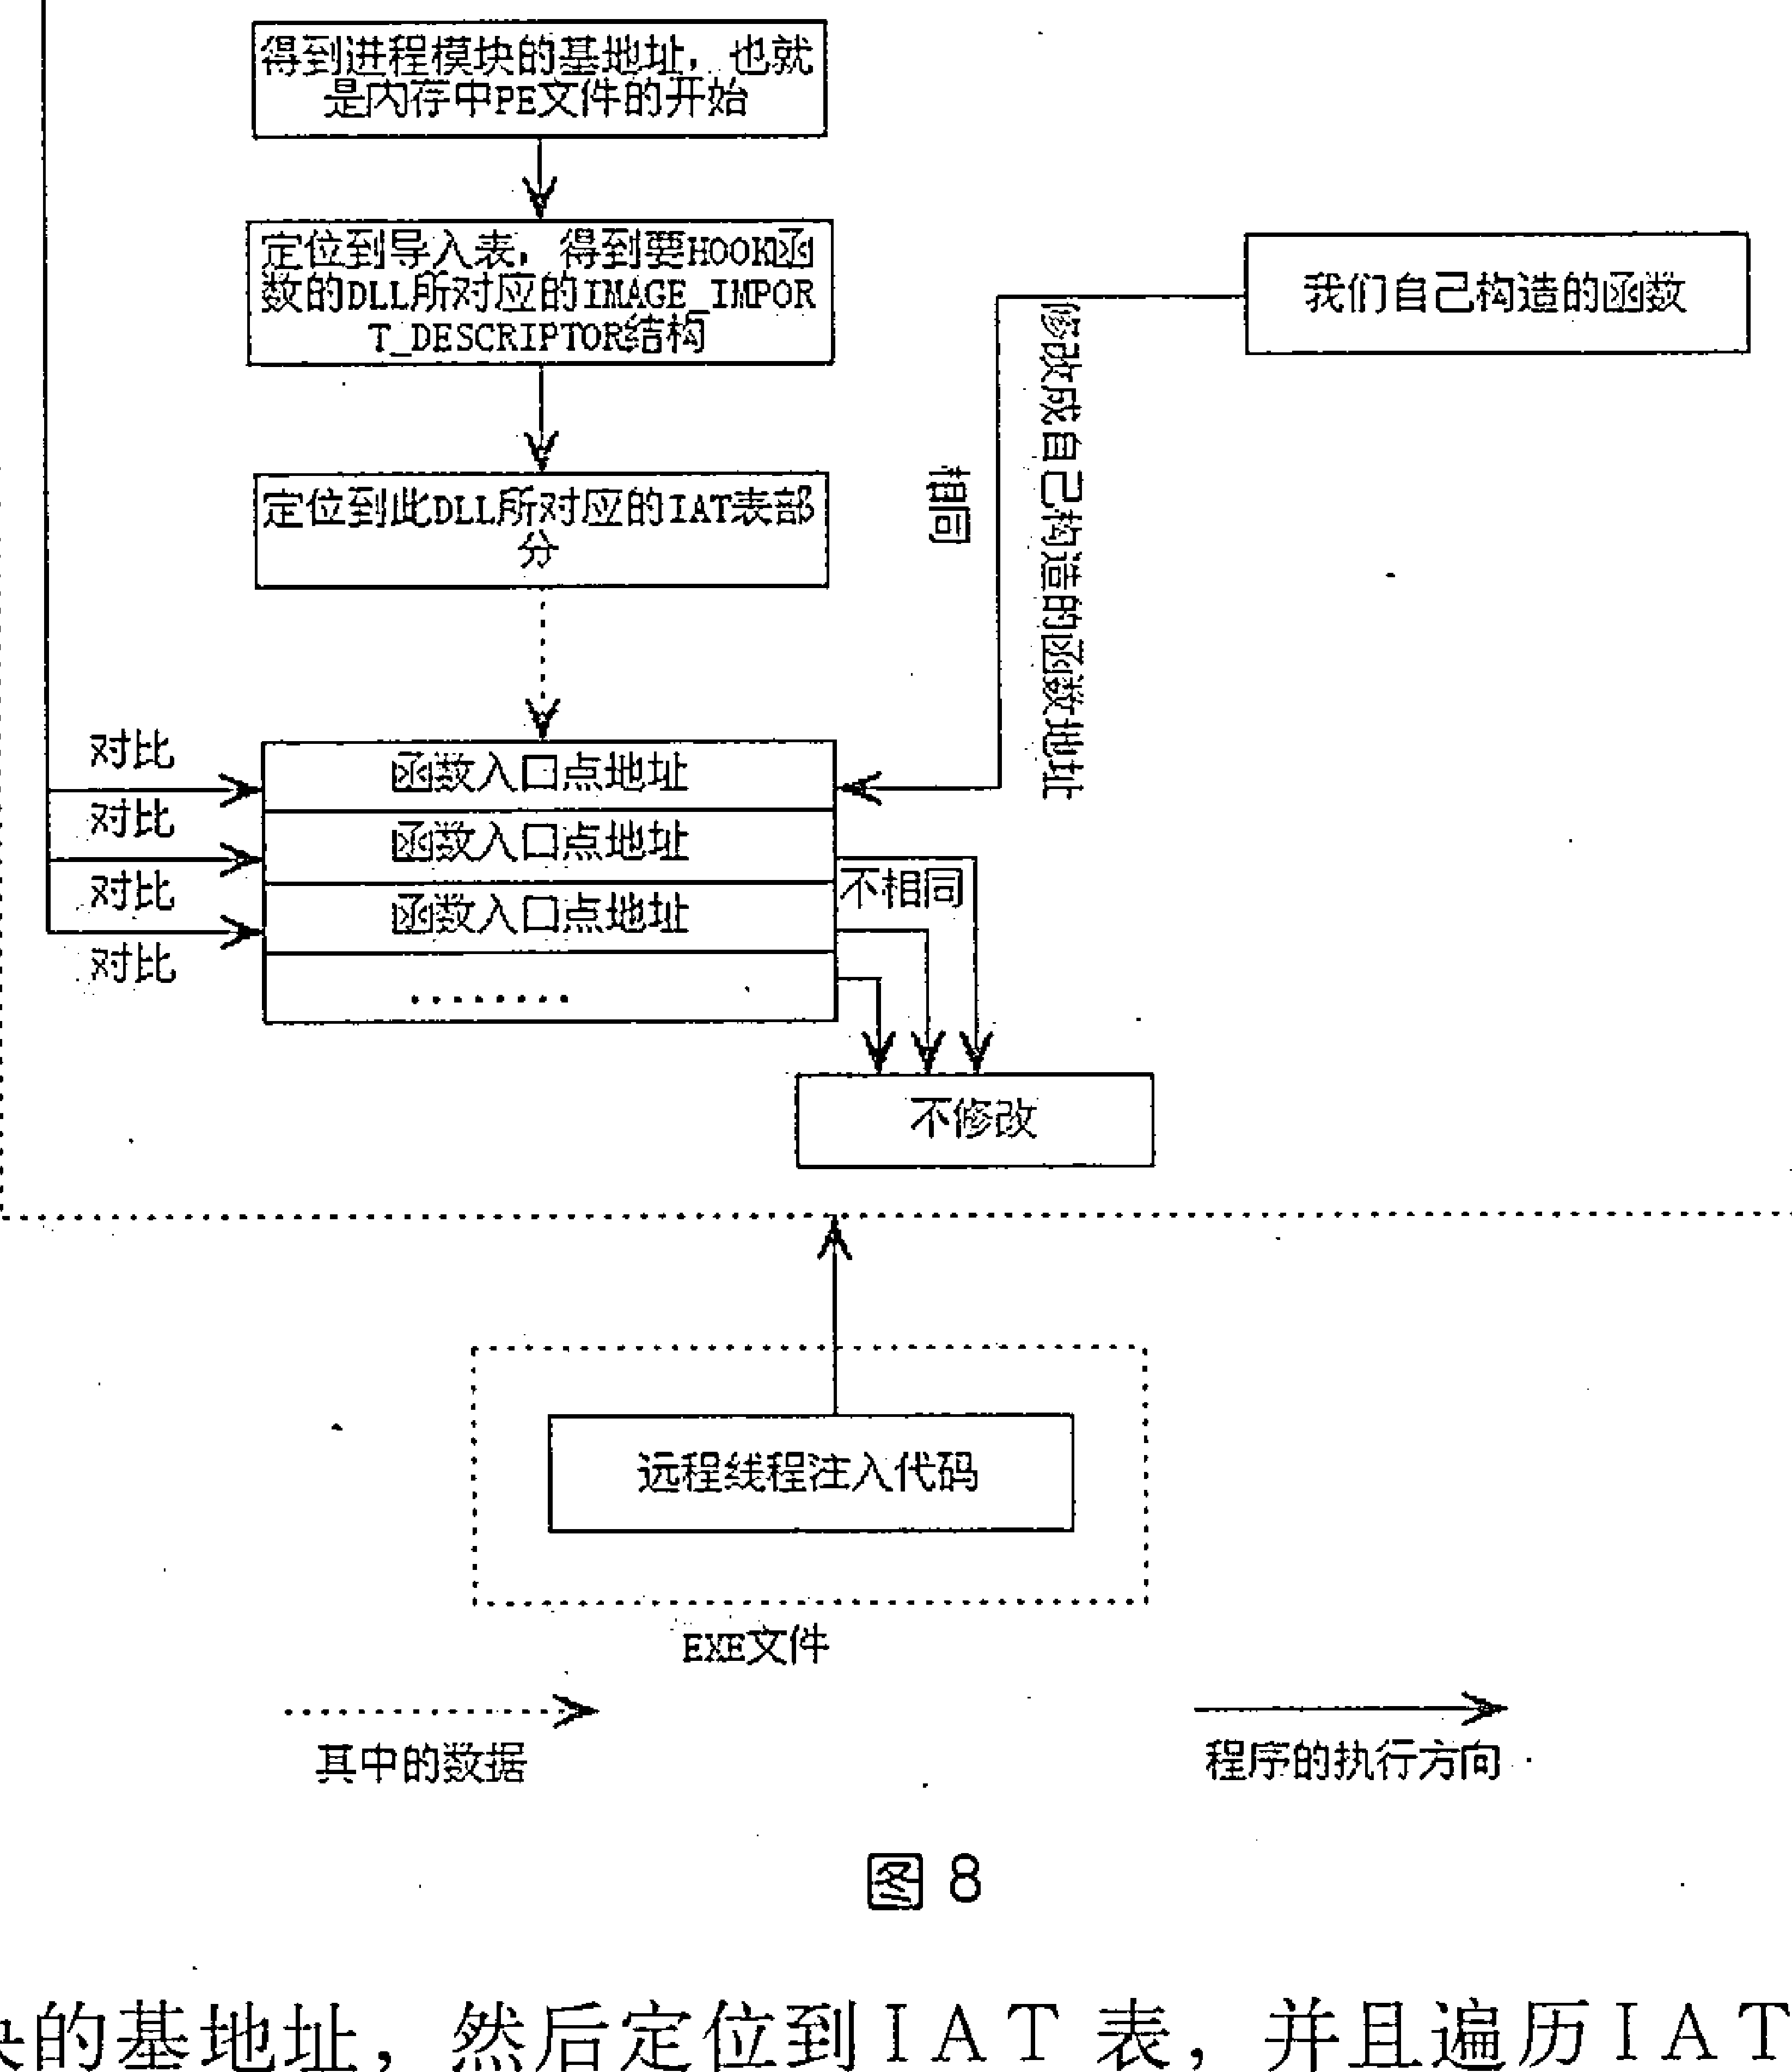 得到进程模块的基地址，也就
是内存中PE文件的开始
定位到导入表，得到要HOOK函
数的DLL所对应的IMAGE_IMPOR
T_DESCRIPTOR结构
我们自己构造的函数
定位到此DLL所对应的IAT表部
分
相同
修改成自己构造的函数地址
对比
函数入口点地址
对比
函数入口点地址
对比
函数入口点地址
不相同
对比
.........
不修改
远程线程注入代码
EXE文件
其中的数据
程序的执行方向
图 8
的基地址，然后定位到IAT 表，并且遍历IAT